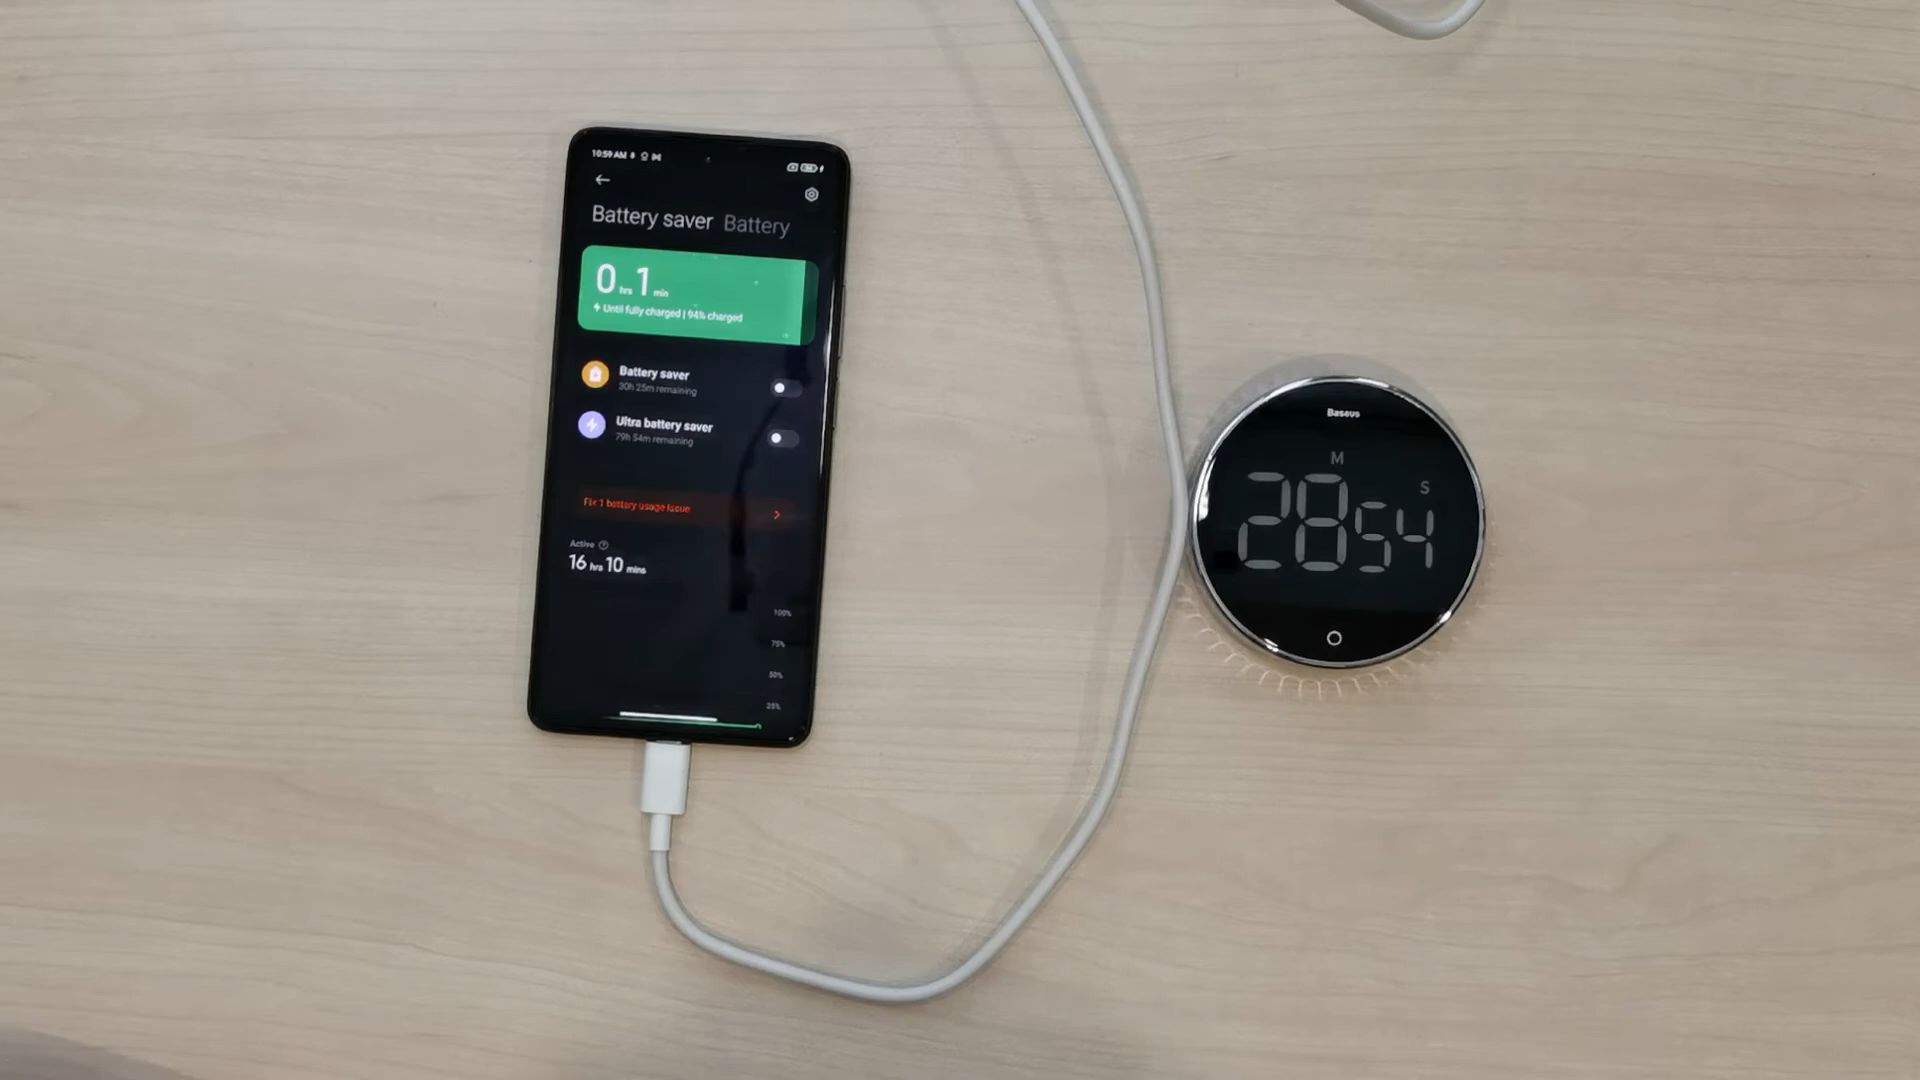 10:59 AM
Battery saver Battery
0 hrs 1 min
Until fully charged | 94% charged
Battery saver
30h 25m remaining
Ultra battery saver
79h 54m remaining
Fix 1 battery usage issue
Active
16 hrs 10 mins
100%
75%
50%
25%
Baseus
M
S
28 54